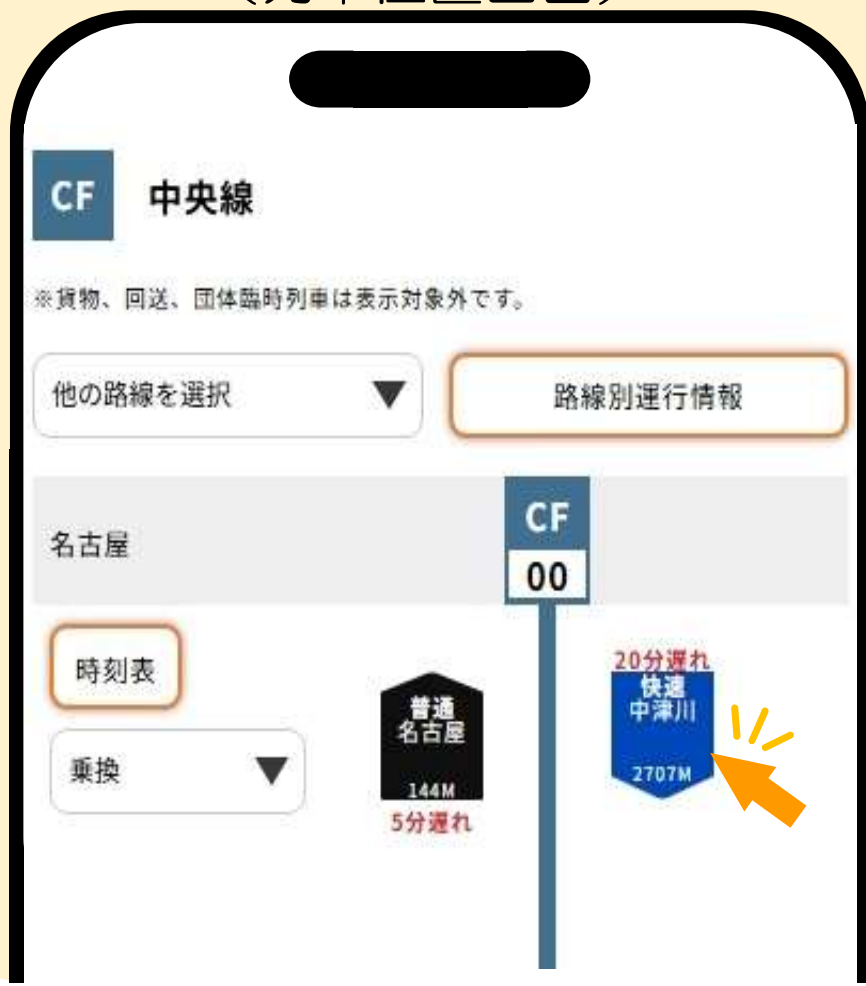 CF 中央線
※貨物、回送、団体臨時列車は表示対象外です。
他の路線を選択 ▼ 路線別運行情報
名古屋
CF
00
時刻表
乗換 ▼
普通
名古屋
144M
5分遅れ
20分遅れ
快速
中津川
2707M